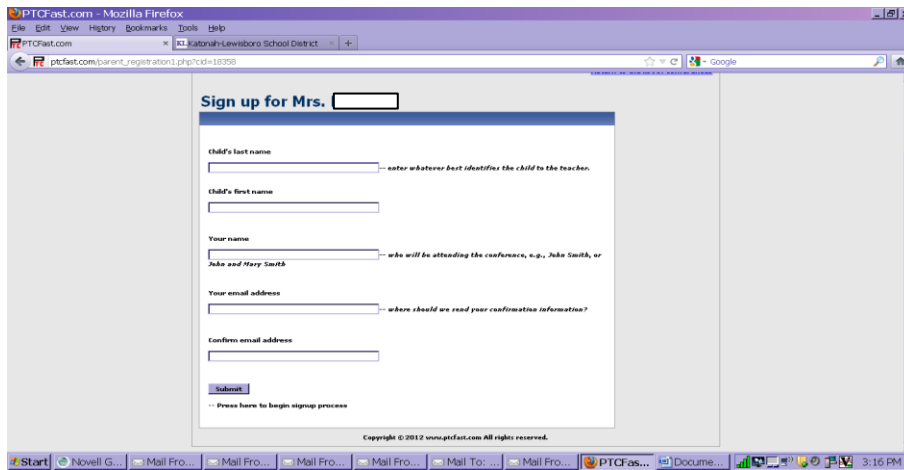 PTCFast.com - Mozilla Firefox
File Edit View History Bookmarks Tools Help
PTCFast.com × KL Katonah-Lewisboro School District × +
ptcfast.com/parent_registration1.php?cid=18358 Google
Sign up for Mrs.
Child's last name
-- enter whatever best identifies the child to the teacher.
Child's first name
Your name
-- who will be attending the conference, e.g., John Smith, or
John and Mary Smith
Your email address
-- where should we send your confirmation information?
Confirm email address
Submit
-- Press here to begin signup process
Copyright © 2012 www.ptcfast.com All rights reserved.
Start Novell G... Mail Fro... Mail Fro... Mail Fro... Mail Fro... Mail To: ... Mail Fro... PTCFas... Docume... 3:16 PM